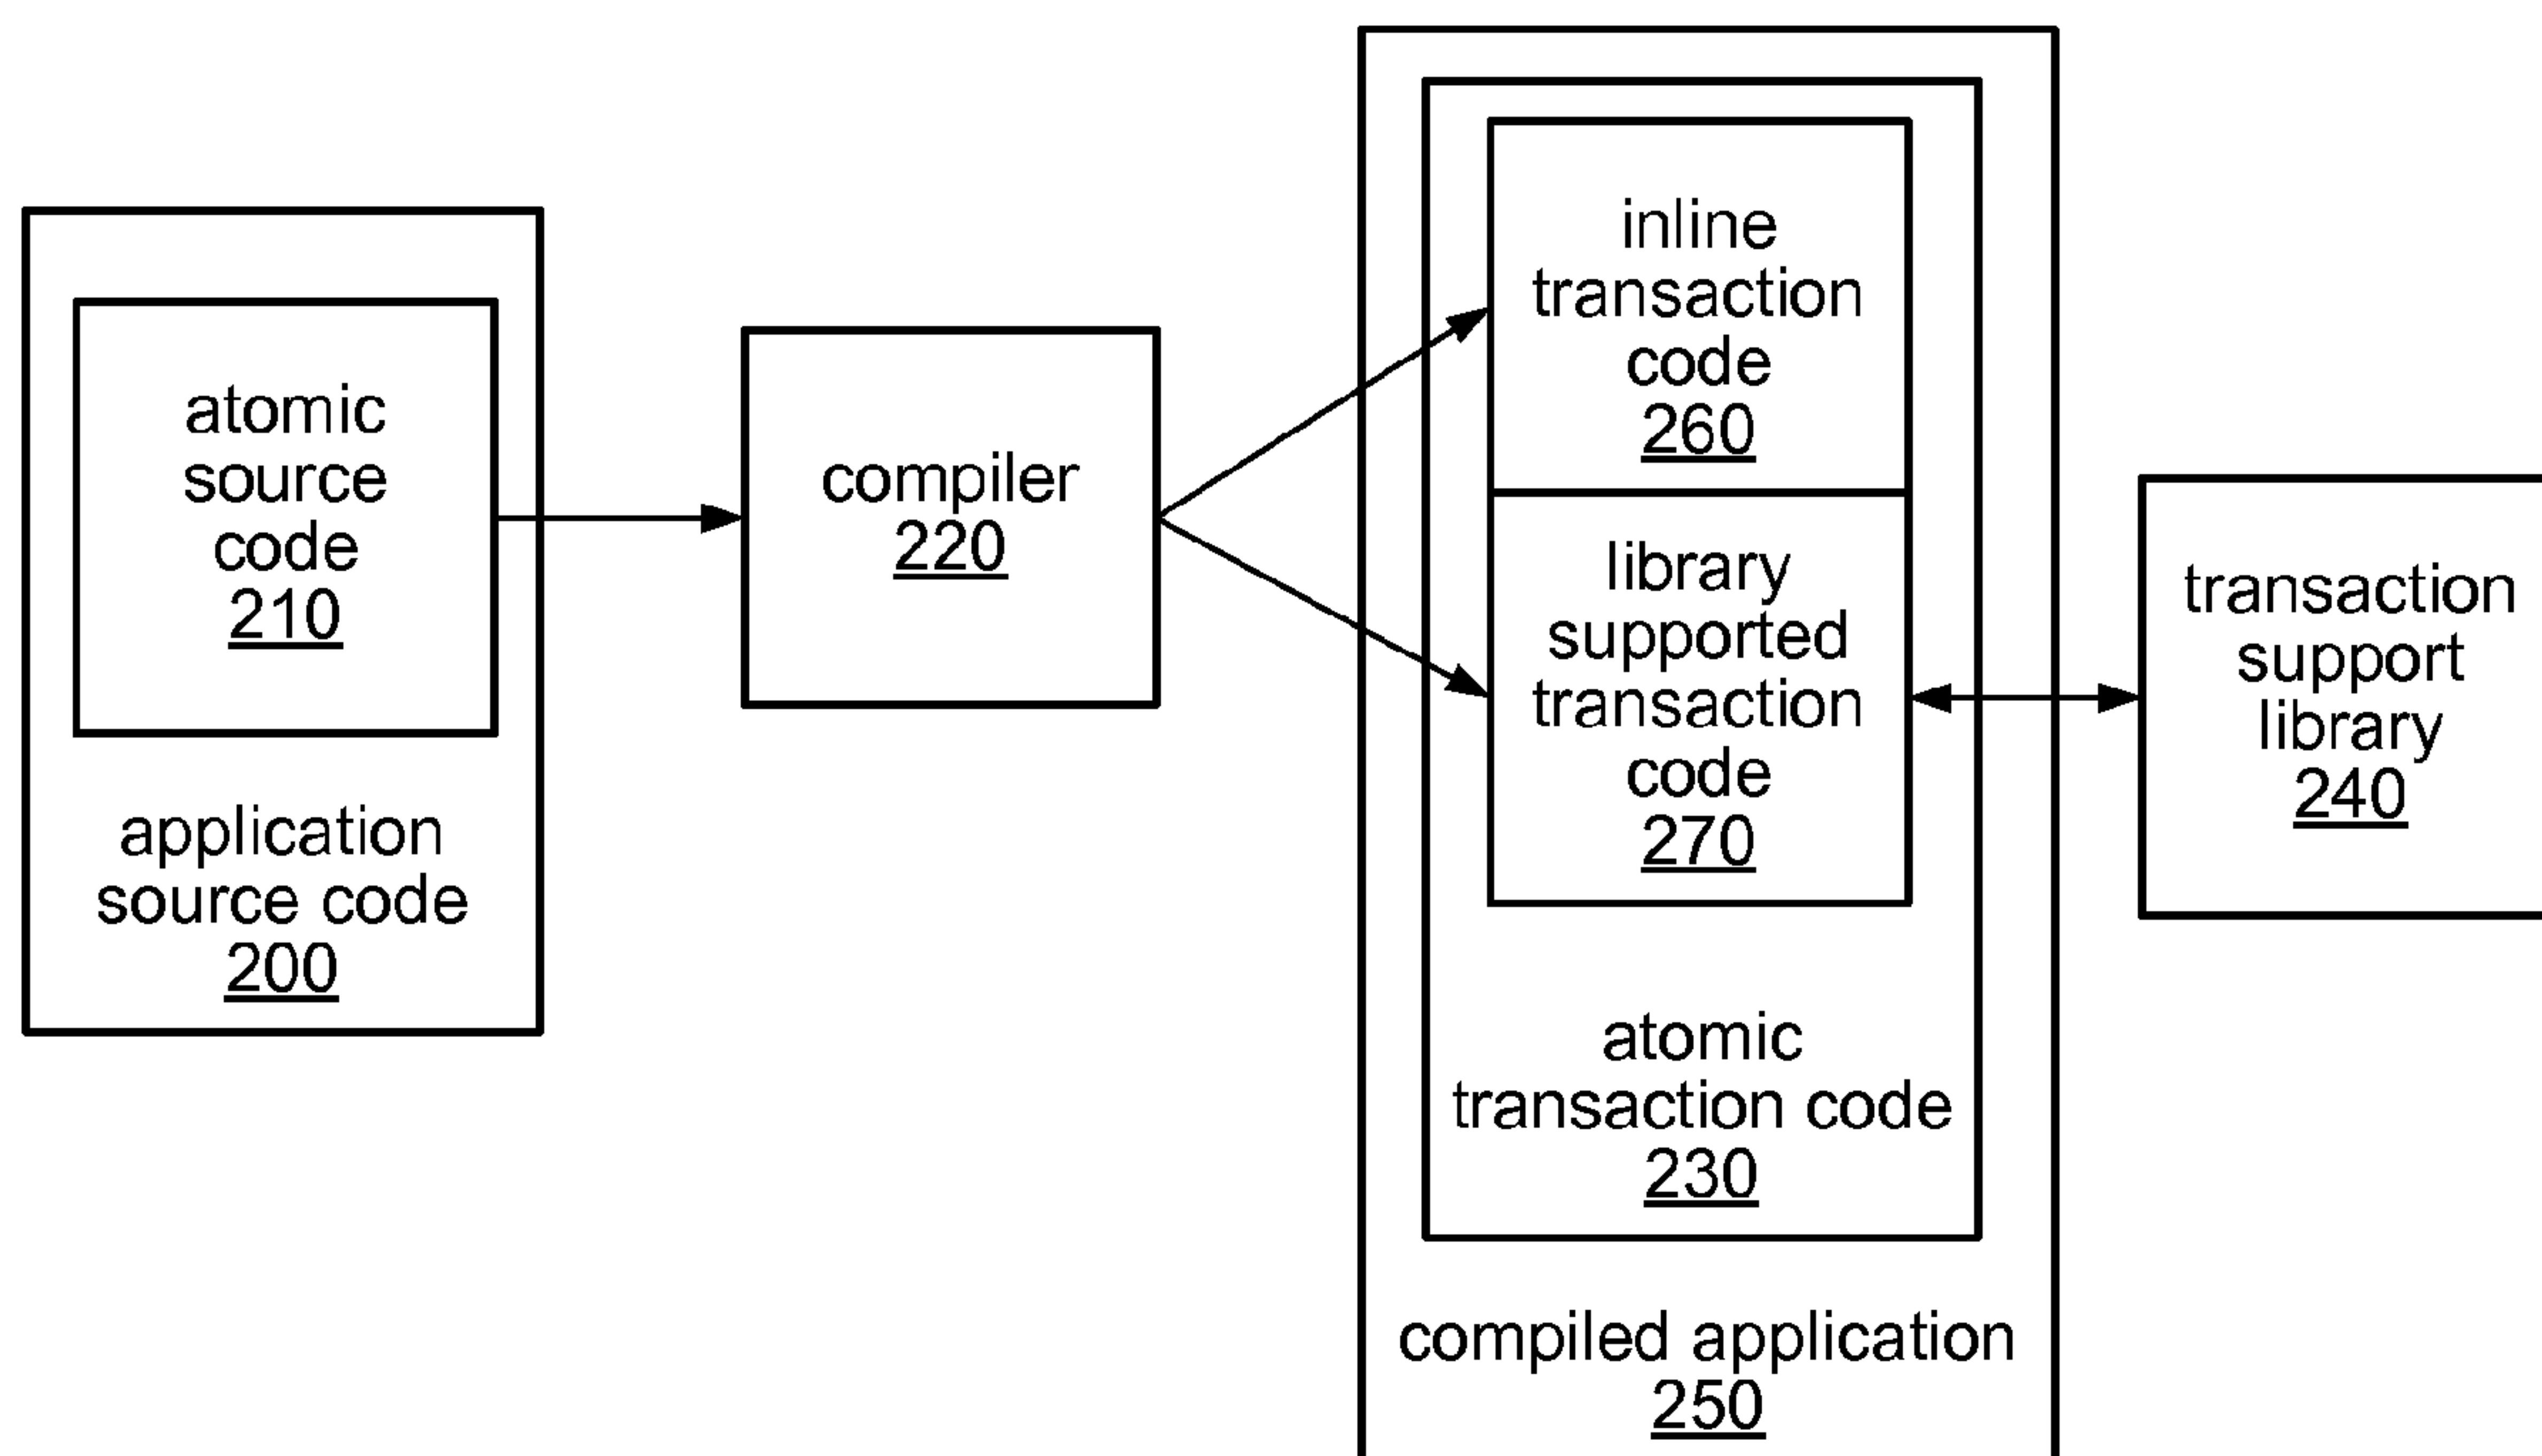 atomic
source
code
210
application
source code
200
compiler
220
inline
transaction
code
260
library
supported
transaction
code
270
atomic
transaction code
230
compiled application
250
transaction
support
library
240